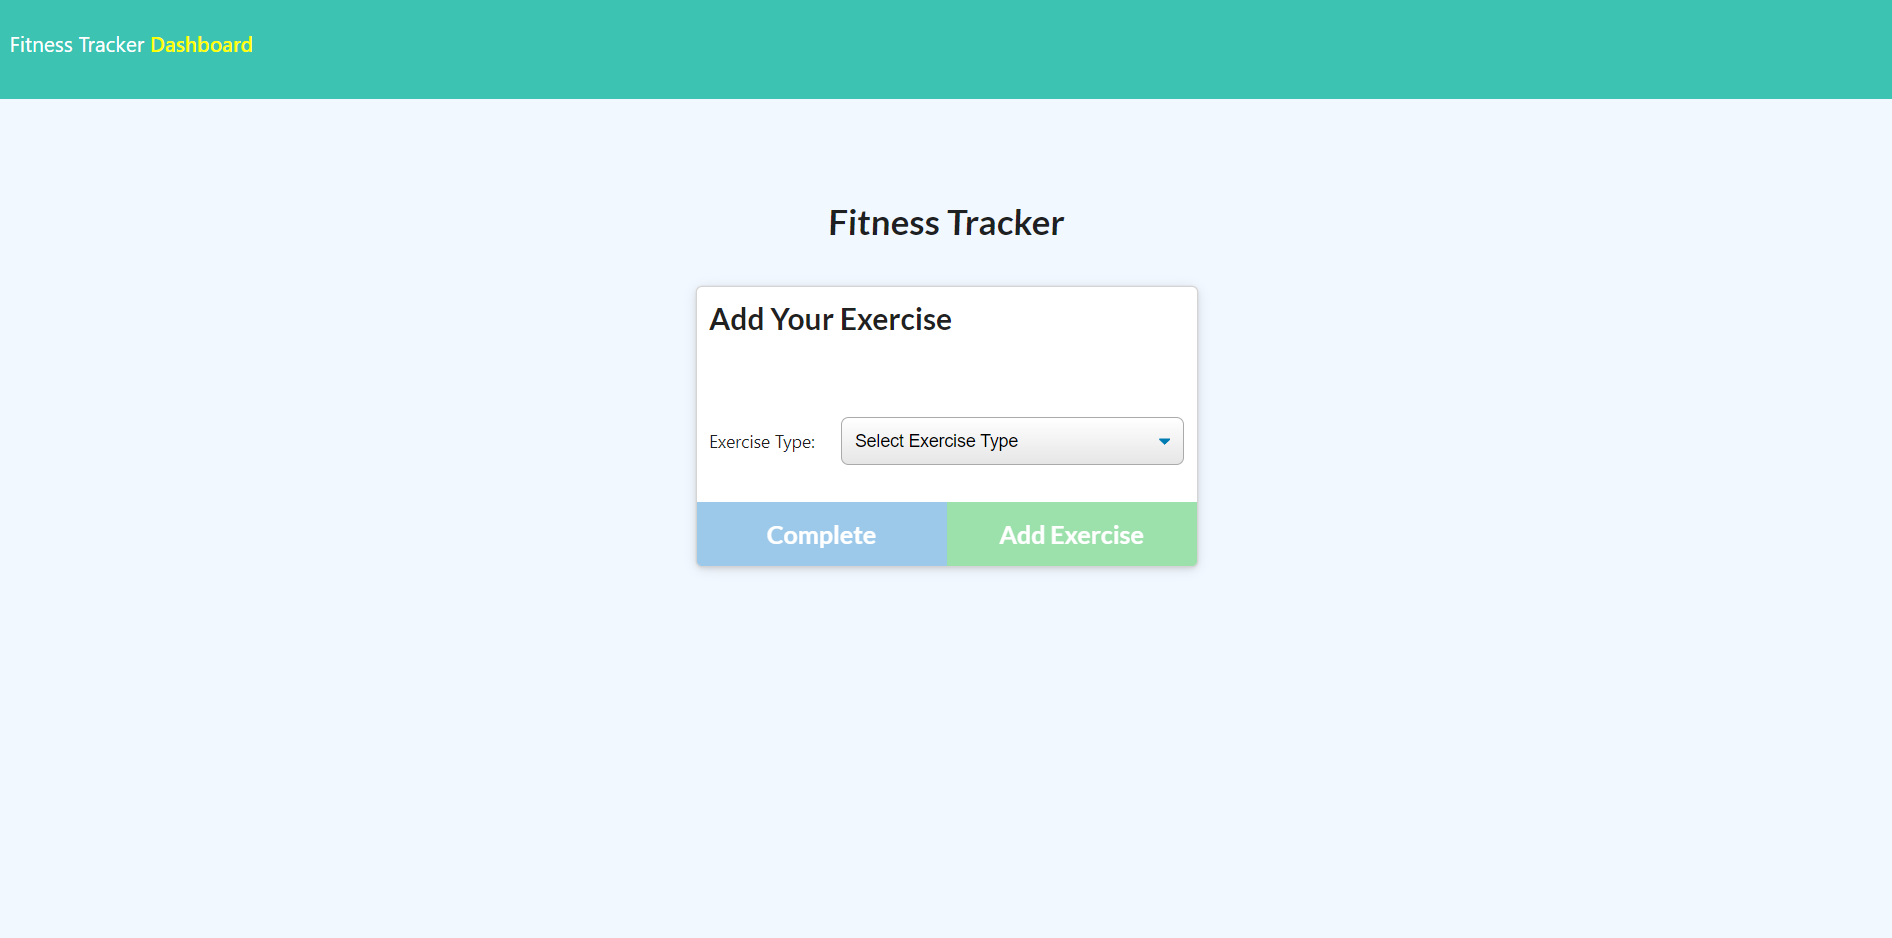 Fitness Tracker Dashboard
Fitness Tracker
Add Your Exercise
Exercise Type: Select Exercise Type
Complete Add Exercise